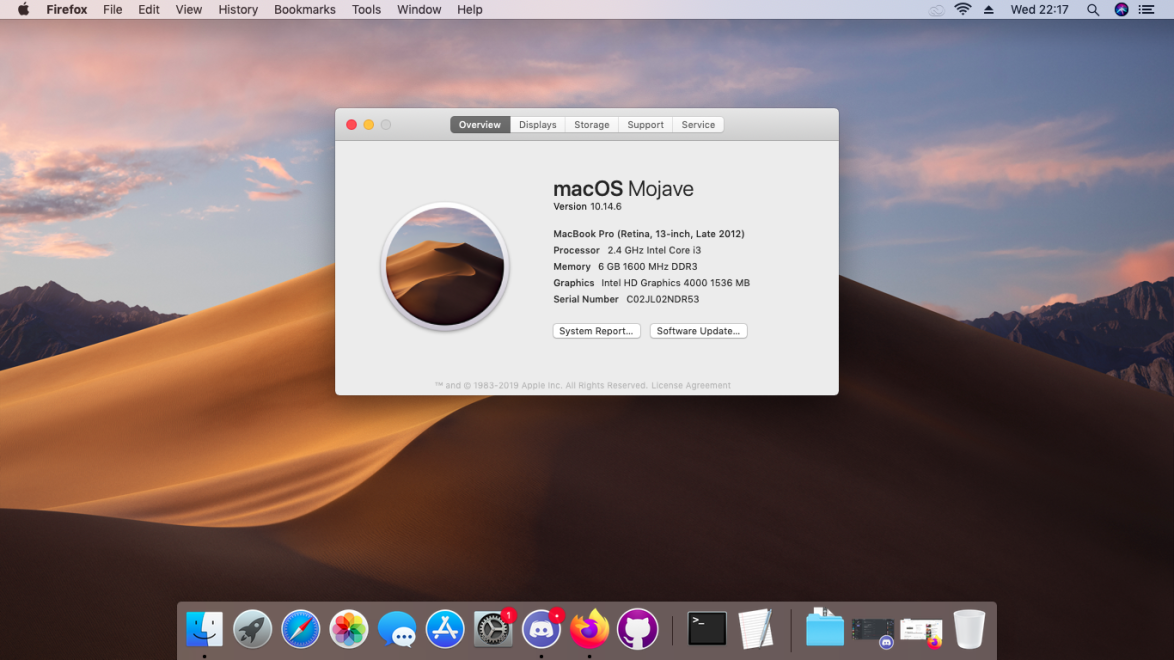 Firefox File Edit View History Bookmarks Tools Window Help Wed 22:17
Overview Displays Storage Support Service
macOS Mojave
Version 10.14.6
MacBook Pro (Retina, 13-inch, Late 2012)
Processor 2.4 GHz Intel Core i3
Memory 6 GB 1600 MHz DDR3
Graphics Intel HD Graphics 4000 1536 MB
Serial Number C02JL02NDR53
System Report... Software Update...
™ and © 1983-2019 Apple Inc. All Rights Reserved. License Agreement
1
>_